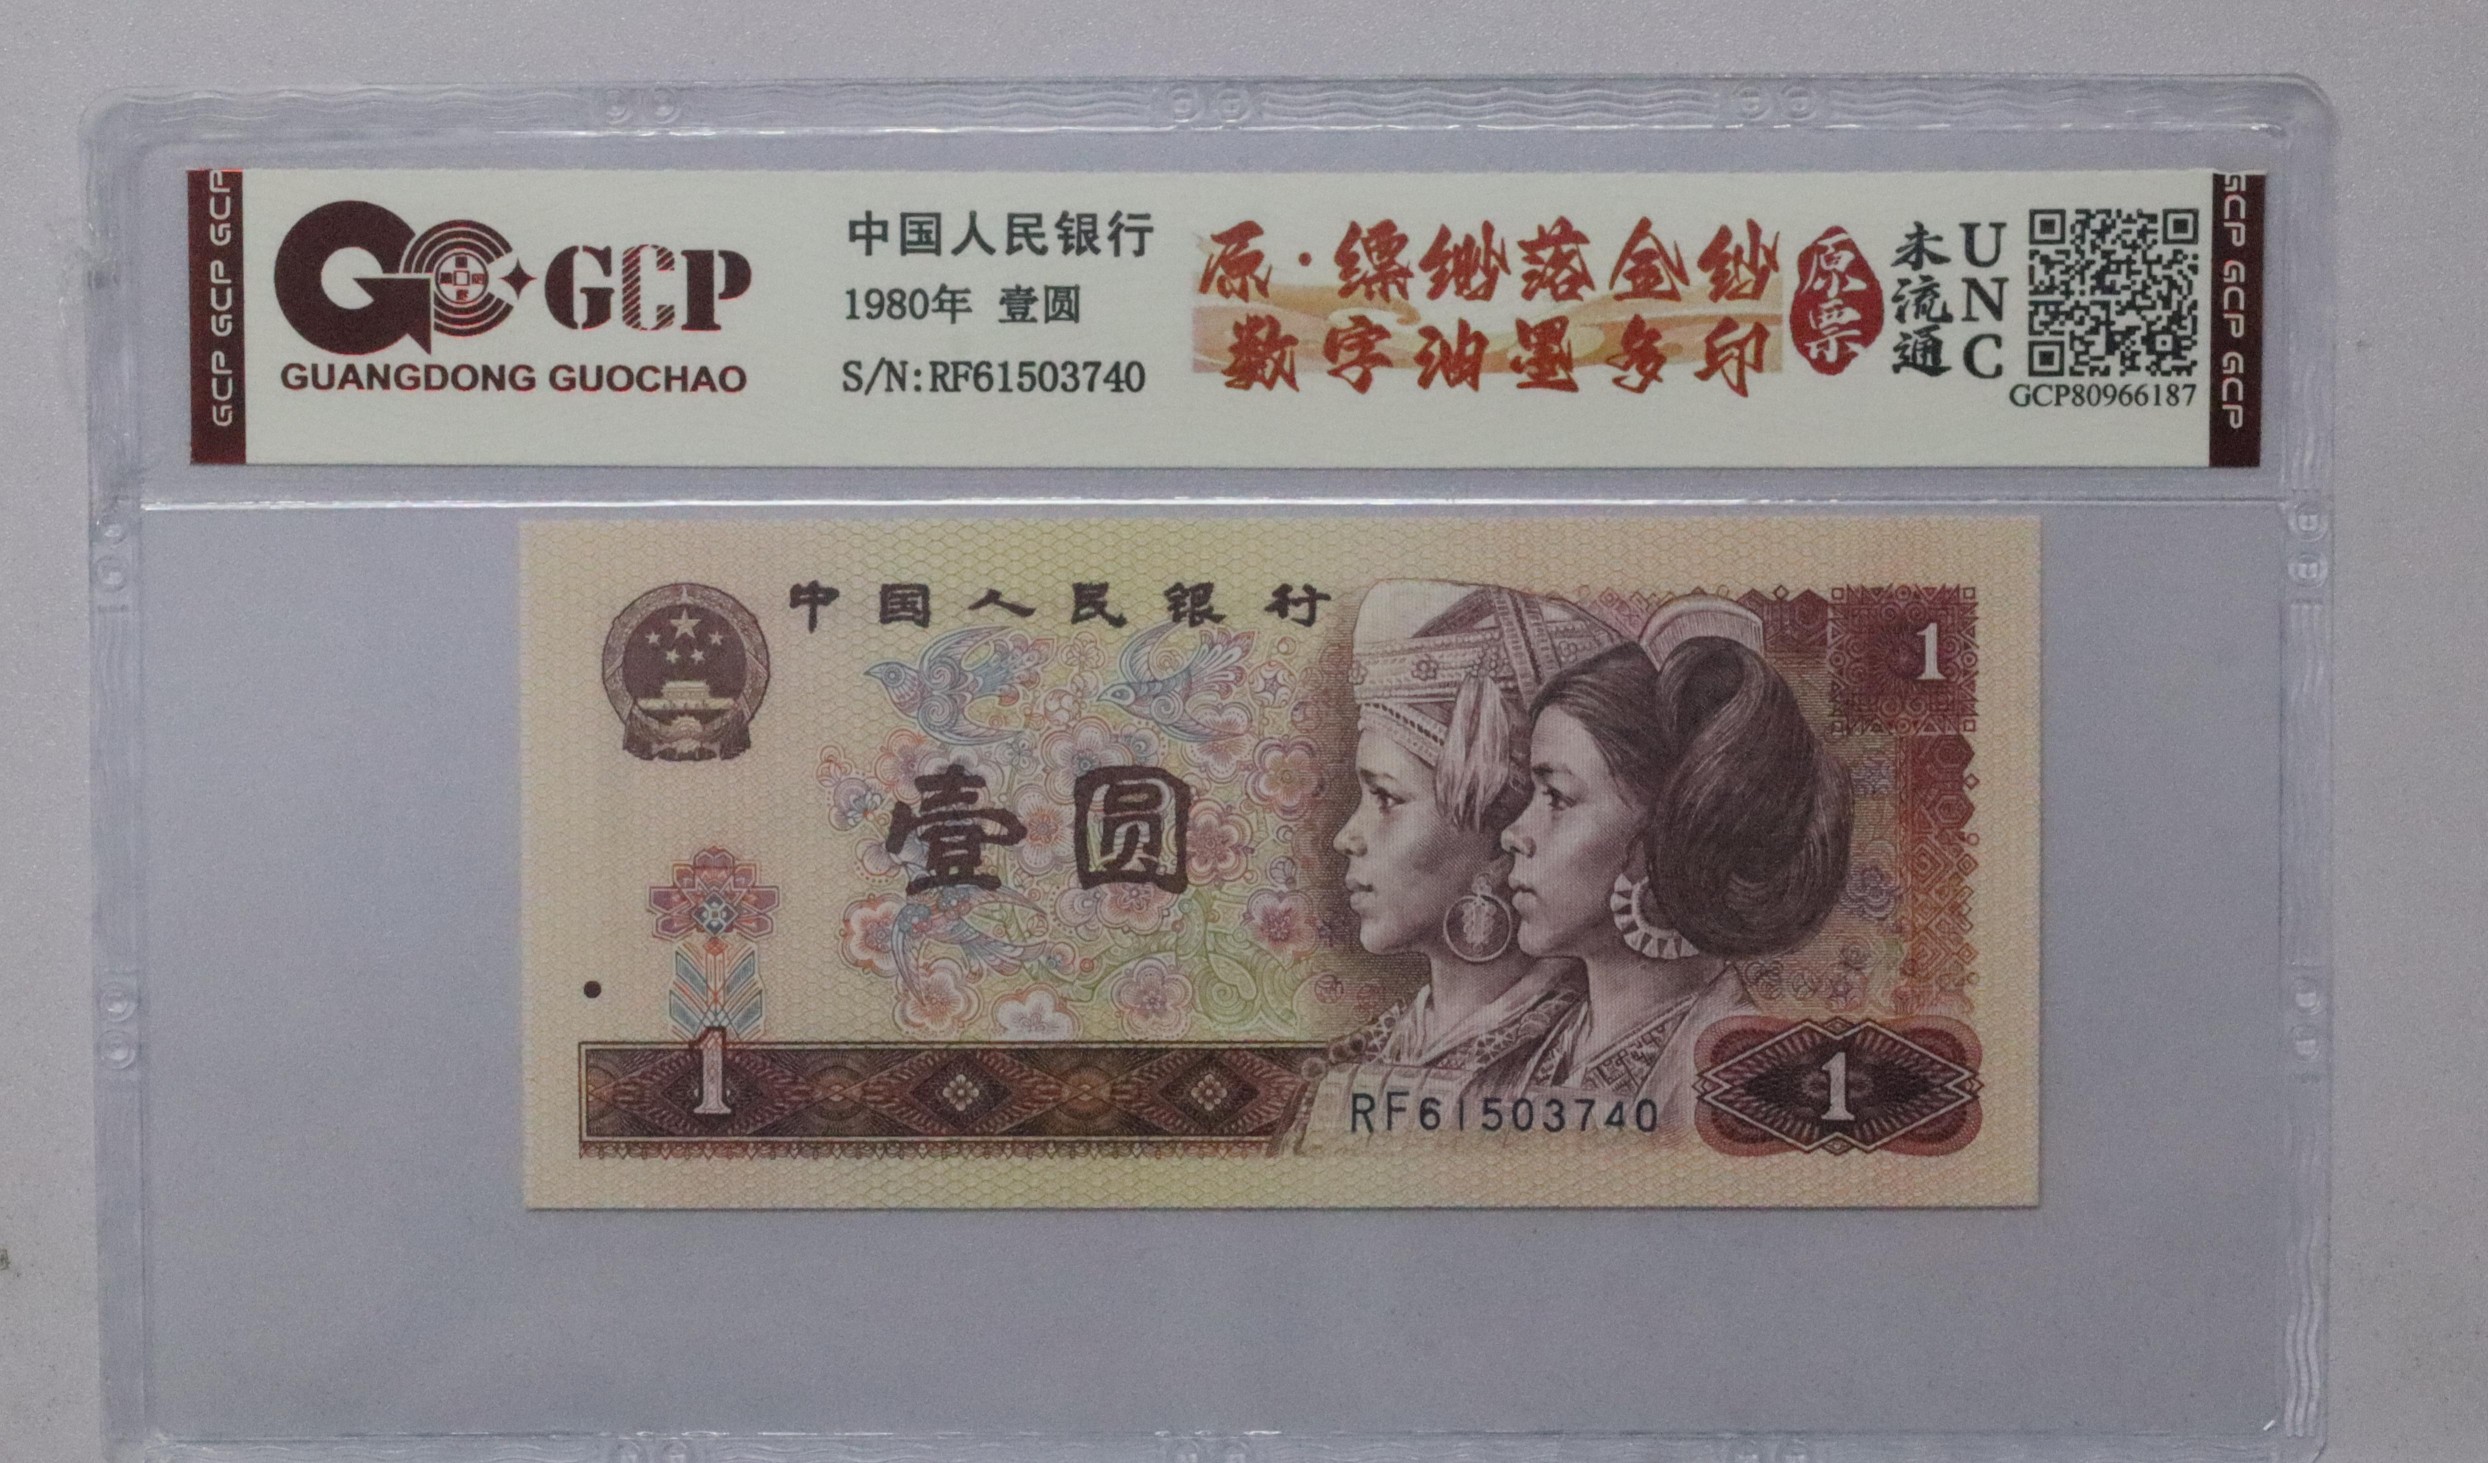 GCP GCP GCP
GCP
GUANGDONG GUOCHAO
中国人民银行
1980年 壹圆
S/N:RF61503740
原·缥缈落金纱
数字油墨多印
原票
未流通
UNC
GCP80966187
GCP GCP GCP
中国人民银行
1
壹圆
1
RF61503740
1